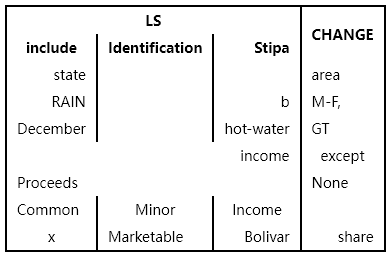 LS CHANGE
include Identification Stipa
state area
RAIN b M-F,
December hot-water GT
income except
Proceeds None
Common Minor Income
x Marketable Bolivar share